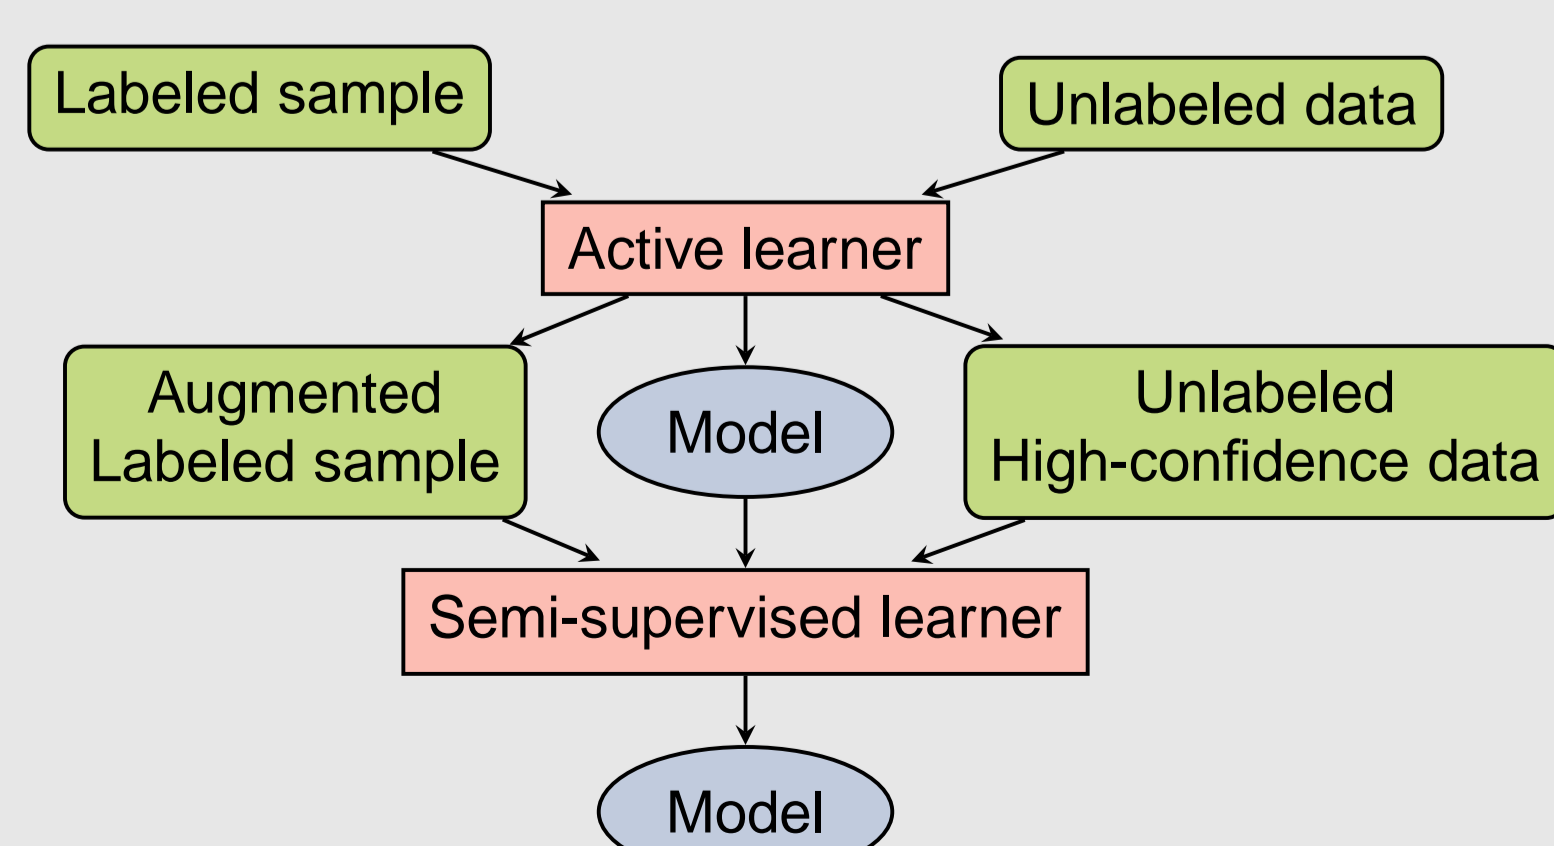 Labeled sample
Unlabeled data
Active learner
Augmented
Labeled sample
Model
Unlabeled
High-confidence data
Semi-supervised learner
Model